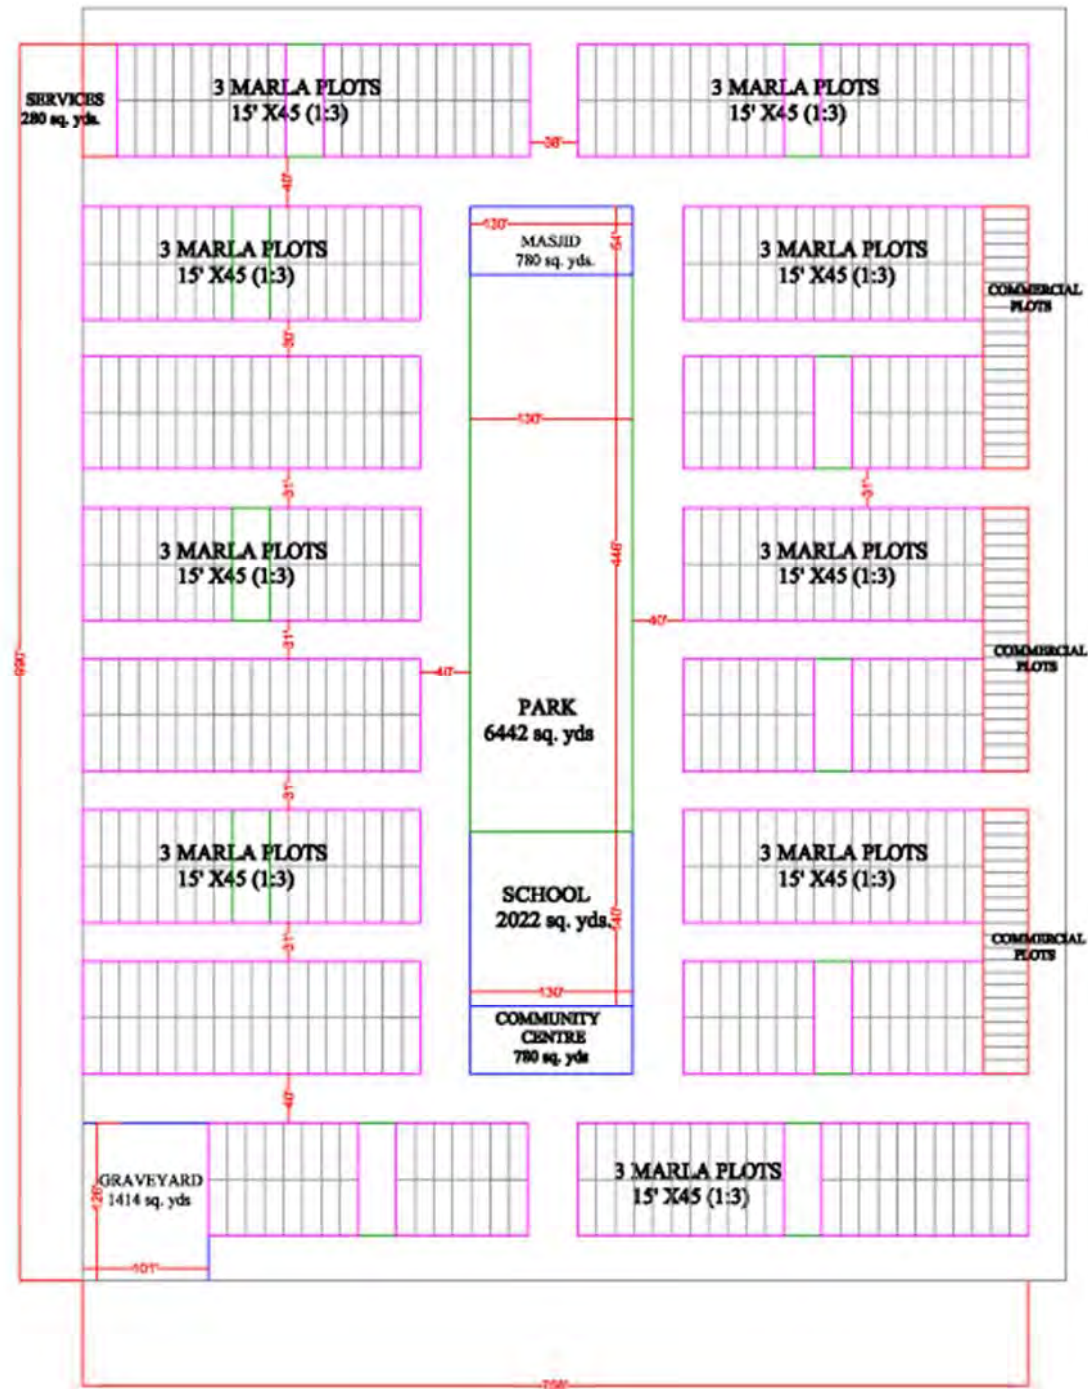 SERVICES
280 sq. yds.
3 MARLA PLOTS
15' X45 (1:3)
3 MARLA PLOTS
15' X45 (1:3)
38'
40'
3 MARLA PLOTS
15' X45 (1:3)
130'
54'
MASJID
780 sq. yds.
3 MARLA PLOTS
15' X45 (1:3)
COMMERCIAL
PLOTS
30'
130'
31'
31'
3 MARLA PLOTS
15' X45 (1:3)
446'
3 MARLA PLOTS
15' X45 (1:3)
31'
40'
40'
990'
COMMERCIAL
PLOTS
PARK
6442 sq. yds
31'
3 MARLA PLOTS
15' X45 (1:3)
3 MARLA PLOTS
15' X45 (1:3)
SCHOOL
2022 sq. yds.
140'
31'
COMMERCIAL
PLOTS
130'
COMMUNITY
CENTRE
780 sq. yds
40'
GRAVEYARD
1414 sq. yds
126'
101'
3 MARLA PLOTS
15' X45 (1:3)